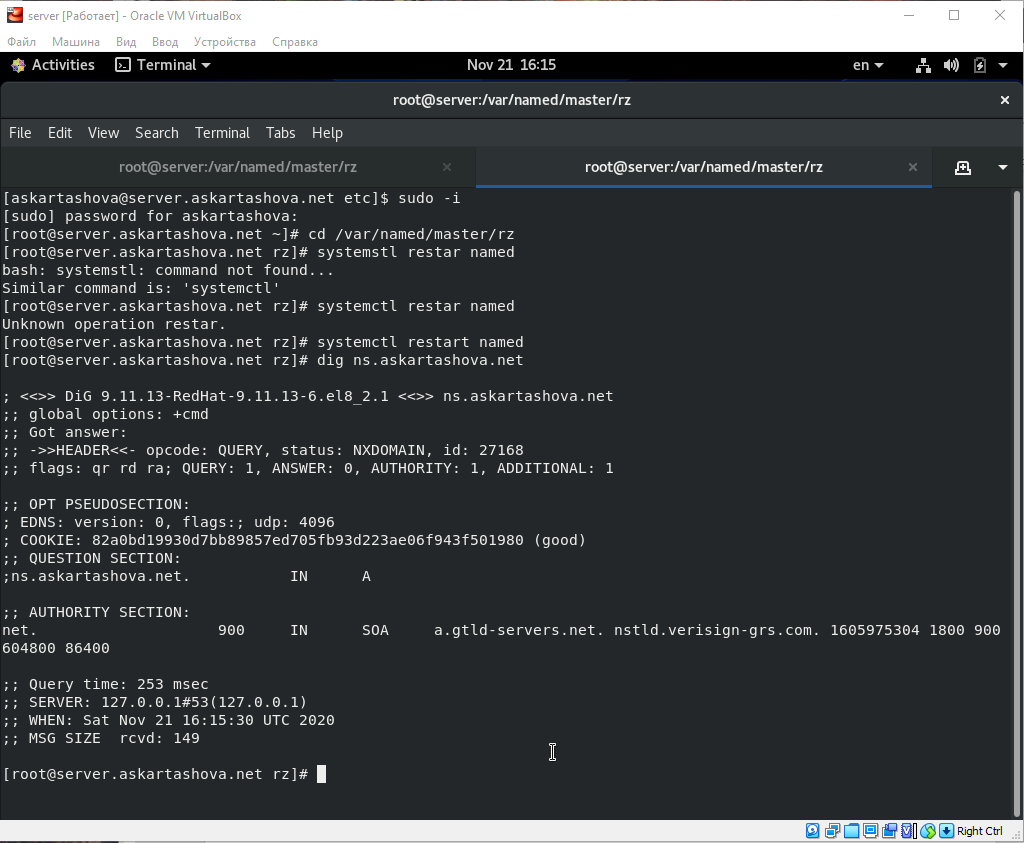 server [Работает] - Oracle VM VirtualBox
Файл Машина Вид Ввод Устройства Справка
Activities Terminal Nov 21 16:15 en
root@server:/var/named/master/rz
File Edit View Search Terminal Tabs Help
root@server:/var/named/master/rz root@server:/var/named/master/rz
[askartashova@server.askartashova.net etc]$ sudo -i
[sudo] password for askartashova:
[root@server.askartashova.net ~]# cd /var/named/master/rz
[root@server.askartashova.net rz]# systemstl restar named
bash: systemstl: command not found...
Similar command is: 'systemctl'
[root@server.askartashova.net rz]# systemctl restar named
Unknown operation restar.
[root@server.askartashova.net rz]# systemctl restart named
[root@server.askartashova.net rz]# dig ns.askartashova.net
; <<>> DiG 9.11.13-RedHat-9.11.13-6.el8_2.1 <<>> ns.askartashova.net
;; global options: +cmd
;; Got answer:
;; ->>HEADER<<- opcode: QUERY, status: NXDOMAIN, id: 27168
;; flags: qr rd ra; QUERY: 1, ANSWER: 0, AUTHORITY: 1, ADDITIONAL: 1
;; OPT PSEUDOSECTION:
; EDNS: version: 0, flags:; udp: 4096
; COOKIE: 82a0bd19930d7bb89857ed705fb93d223ae06f943f501980 (good)
;; QUESTION SECTION:
;ns.askartashova.net. IN A
;; AUTHORITY SECTION:
net. 900 IN SOA a.gtld-servers.net. nstld.verisign-grs.com. 1605975304 1800 900
604800 86400
;; Query time: 253 msec
;; SERVER: 127.0.0.1#53(127.0.0.1)
;; WHEN: Sat Nov 21 16:15:30 UTC 2020
;; MSG SIZE rcvd: 149
[root@server.askartashova.net rz]#
Right Ctrl